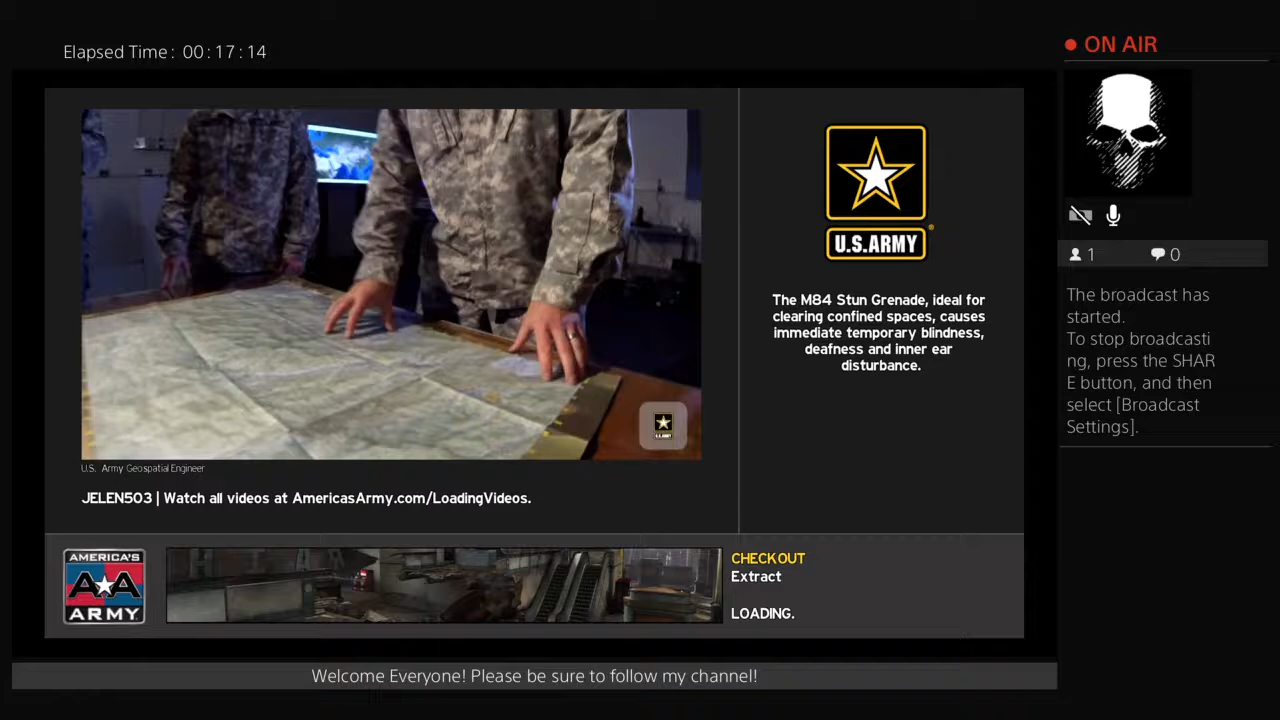 Elapsed Time: 00:17:14
ON AIR
U.S.ARMY
1
0
The M84 Stun Grenade, ideal for
clearing confined spaces, causes
immediate temporary blindness,
deafness and inner ear
disturbance.
The broadcast has
started.
To stop broadcasti
ng, press the SHAR
E button, and then
select [Broadcast
Settings].
U.S.ARMY
U.S. Army Geospatial Engineer
JELEN503 | Watch all videos at AmericasArmy.com/LoadingVideos.
AMERICA'S
AA
ARMY
CHECKOUT
Extract
LOADING.
Welcome Everyone! Please be sure to follow my channel!